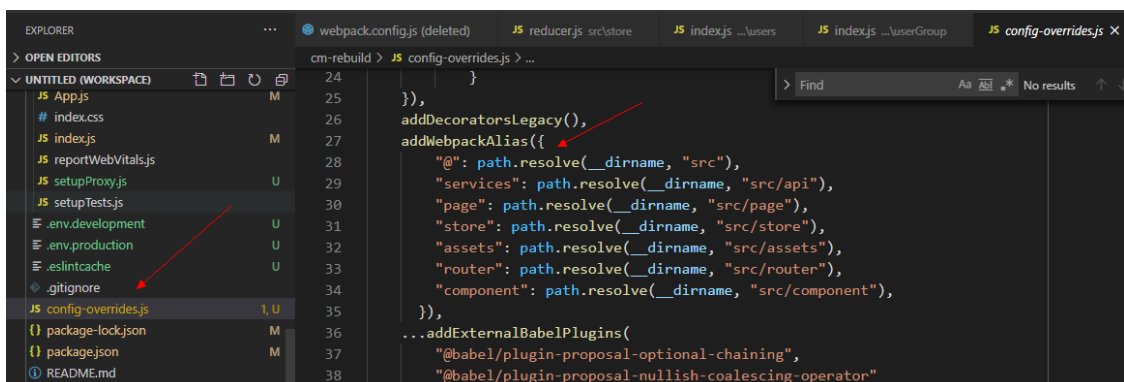 EXPLORER ...
> OPEN EDITORS
UNTITLED (WORKSPACE)
JS App.js M
# index.css
JS index.js M
JS reportWebVitals.js
JS setupProxy.js U
JS setupTests.js
.env.development U
.env.production U
.eslintcache U
.gitignore
JS config-overrides.js 1, U
{} package-lock.json M
{} package.json M
README.md
webpack.config.js (deleted) JS reducer.js src\store JS index.js ...\users JS index.js ...\userGroup JS config-overrides.js ×
cm-rebuild > JS config-overrides.js > ...
> Find Aa Abl .* No results ↑ ↓
24 }
25 }),
26 addDecoratorsLegacy(),
27 addWebpackAlias({
28 "@": path.resolve(__dirname, "src"),
29 "services": path.resolve(__dirname, "src/api"),
30 "page": path.resolve(__dirname, "src/page"),
31 "store": path.resolve(__dirname, "src/store"),
32 "assets": path.resolve(__dirname, "src/assets"),
33 "router": path.resolve(__dirname, "src/router"),
34 "component": path.resolve(__dirname, "src/component"),
35 }),
36 ...addExternalBabelPlugins(
37 "@babel/plugin-proposal-optional-chaining",
38 "@babel/plugin-proposal-nullish-coalescing-operator"